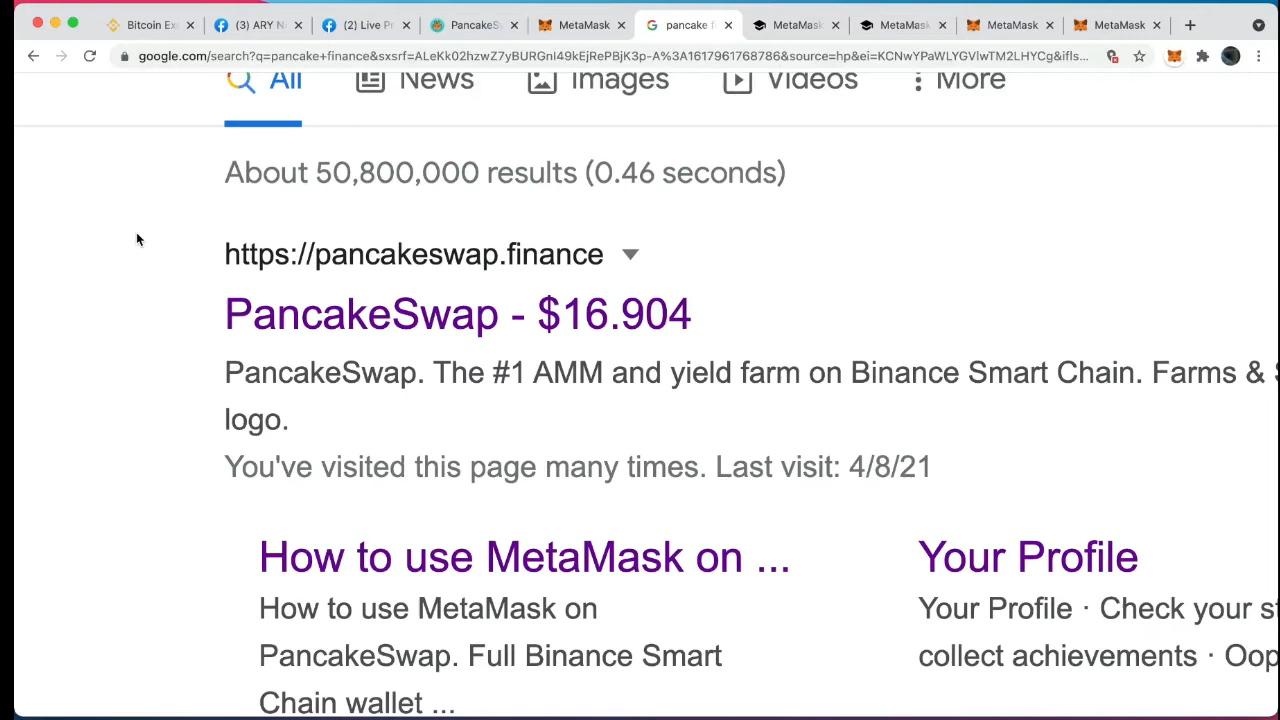 Bitcoin Ex
(3) ARY N
(2) Live Pr
PancakeS
MetaMask
pancake f
MetaMask
MetaMask
MetaMask
MetaMask
google.com/search?q=pancake+finance&sxsrf=ALeKk02hzwZ7yBURGnI49kEjRePBjK3p-A%3A1617961768786&source=hp&ei=KCNwYPaWLYGVlwTM2LHYCg&ifls...
All News Images Videos More
About 50,800,000 results (0.46 seconds)
https://pancakeswap.finance
PancakeSwap - $16.904
PancakeSwap. The #1 AMM and yield farm on Binance Smart Chain. Farms & S
logo.
You've visited this page many times. Last visit: 4/8/21
How to use MetaMask on ...
Your Profile
How to use MetaMask on
Your Profile · Check your st
PancakeSwap. Full Binance Smart
collect achievements · Oop
Chain wallet ...